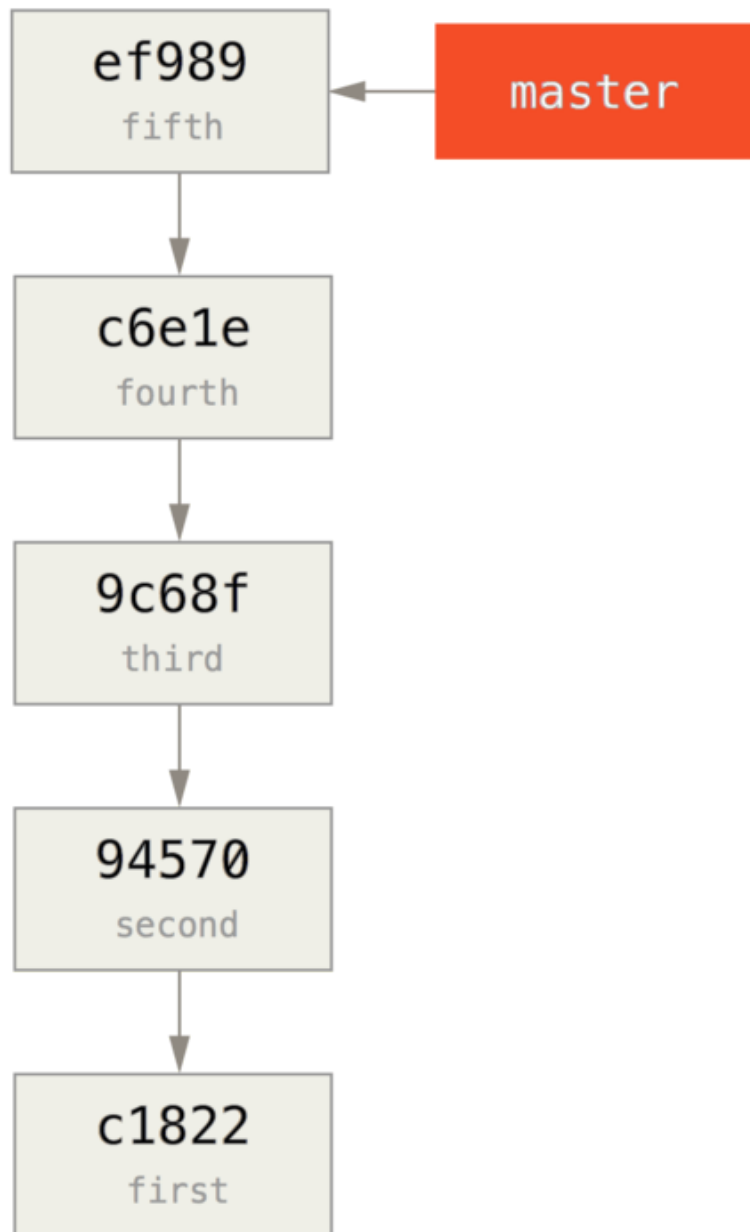 ef989
fifth
master
c6e1e
fourth
9c68f
third
94570
second
c1822
first